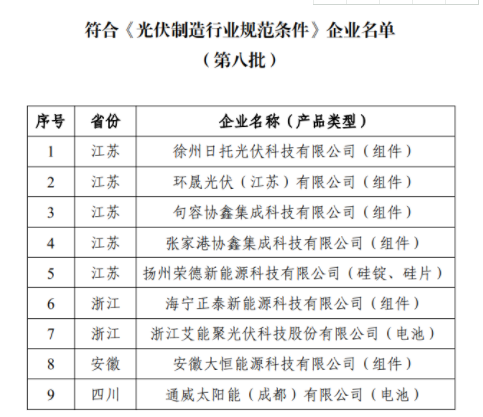 符合《光伏制造行业规范条件》企业名单
（第八批）
序号 省份 企业名称（产品类型）
1 江苏 徐州日托光伏科技有限公司（组件）
2 江苏 环晟光伏（江苏）有限公司（组件）
3 江苏 句容协鑫集成科技有限公司（组件）
4 江苏 张家港协鑫集成科技有限公司（组件）
5 江苏 扬州荣德新能源科技有限公司（硅锭、硅片）
6 浙江 海宁正泰新能源科技有限公司（组件）
7 浙江 浙江艾能聚光伏科技股份有限公司（电池）
8 安徽 安徽大恒能源科技有限公司（组件）
9 四川 通威太阳能（成都）有限公司（电池）